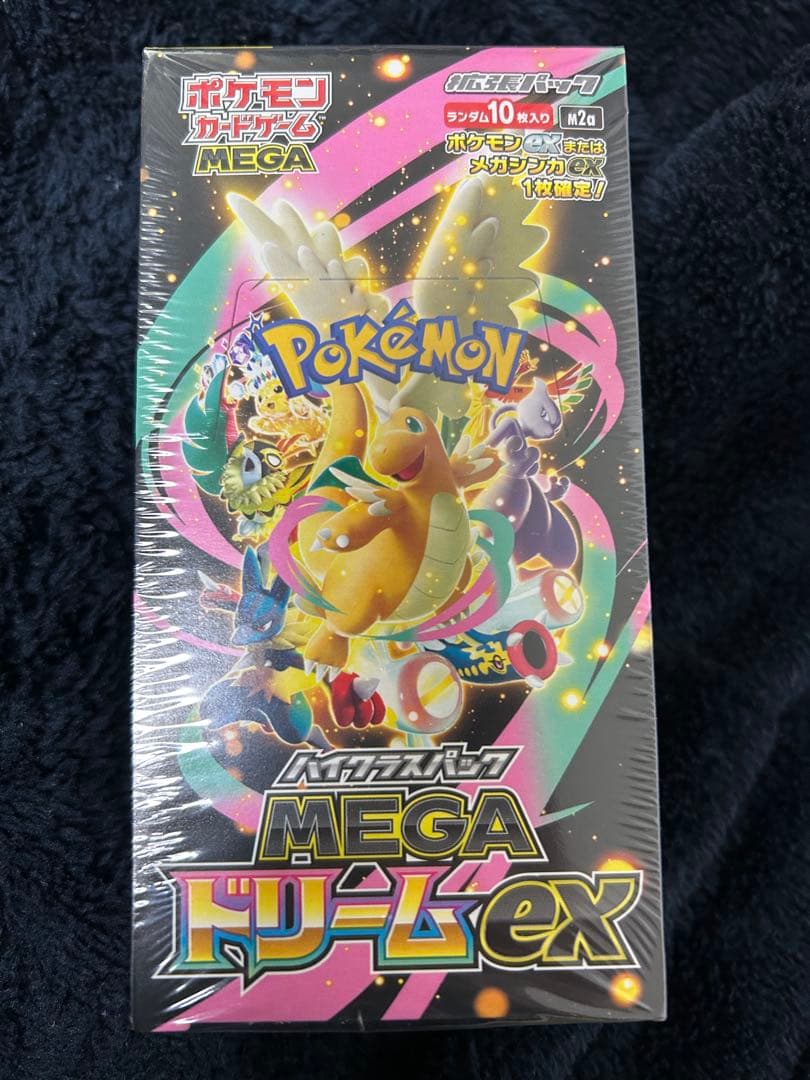 ポケモン
カードゲーム™
MEGA
拡張パック
ランダム10枚入り M2a
ポケモンexまたは
メガシンカex
1枚確定!
POKÉMON™
ハイクラスパック
MEGA
ドリームex